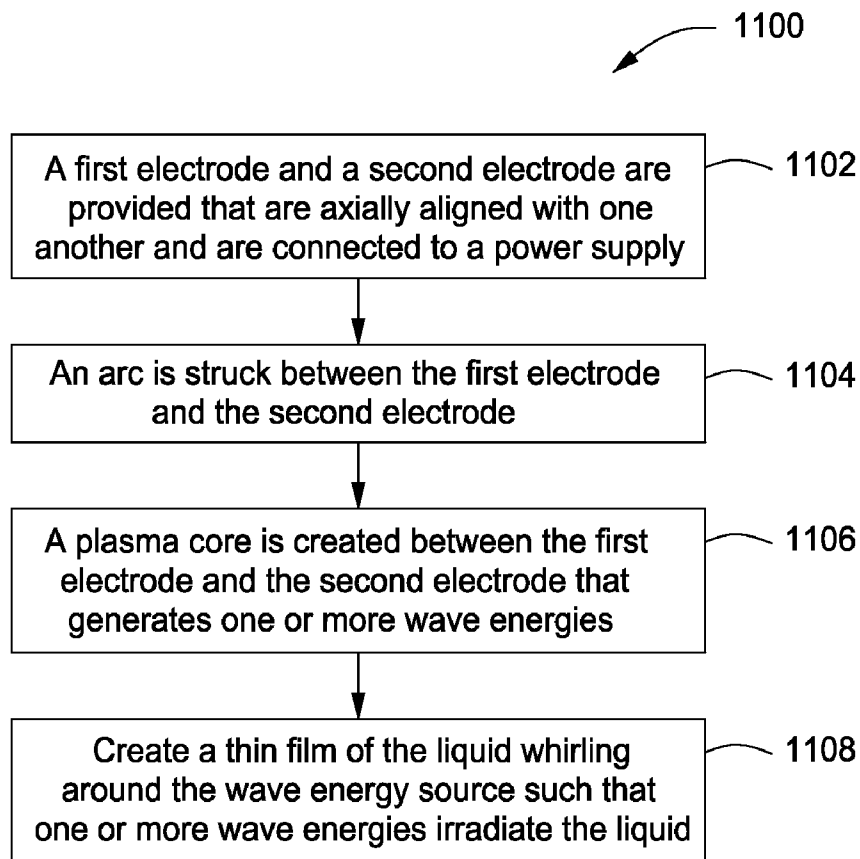 1100
A first electrode and a second electrode are
provided that are axially aligned with one
another and are connected to a power supply
1102
An arc is struck between the first electrode
and the second electrode
1104
A plasma core is created between the first
electrode and the second electrode that
generates one or more wave energies
1106
Create a thin film of the liquid whirling
around the wave energy source such that
one or more wave energies irradiate the liquid
1108